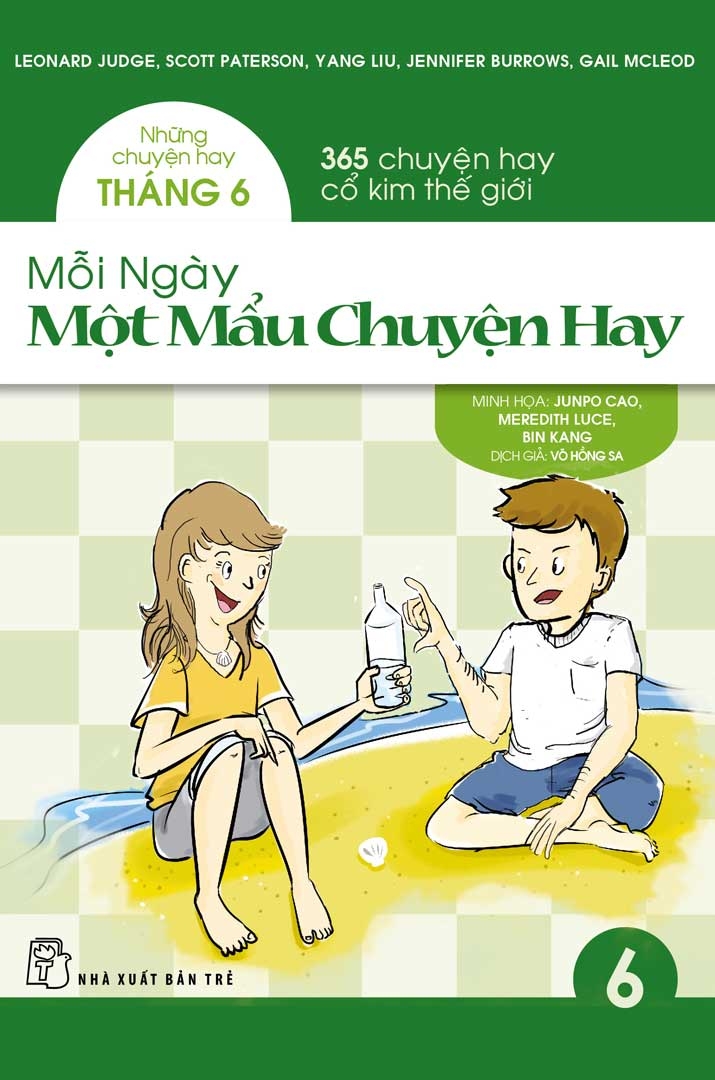 LEONARD JUDGE, SCOTT PATERSON, YANG LIU, JENNIFER BURROWS, GAIL MCLEOD
Những
chuyện hay
THÁNG 6
365 chuyện hay
cổ kim thế giới
Mỗi Ngày
Một Mẩu Chuyện Hay
MINH HỌA: JUNPO CAO,
MEREDITH LUCE,
BIN KANG
DỊCH GIẢ: VÕ HỒNG SA
T
NHÀ XUẤT BẢN TRẺ
6